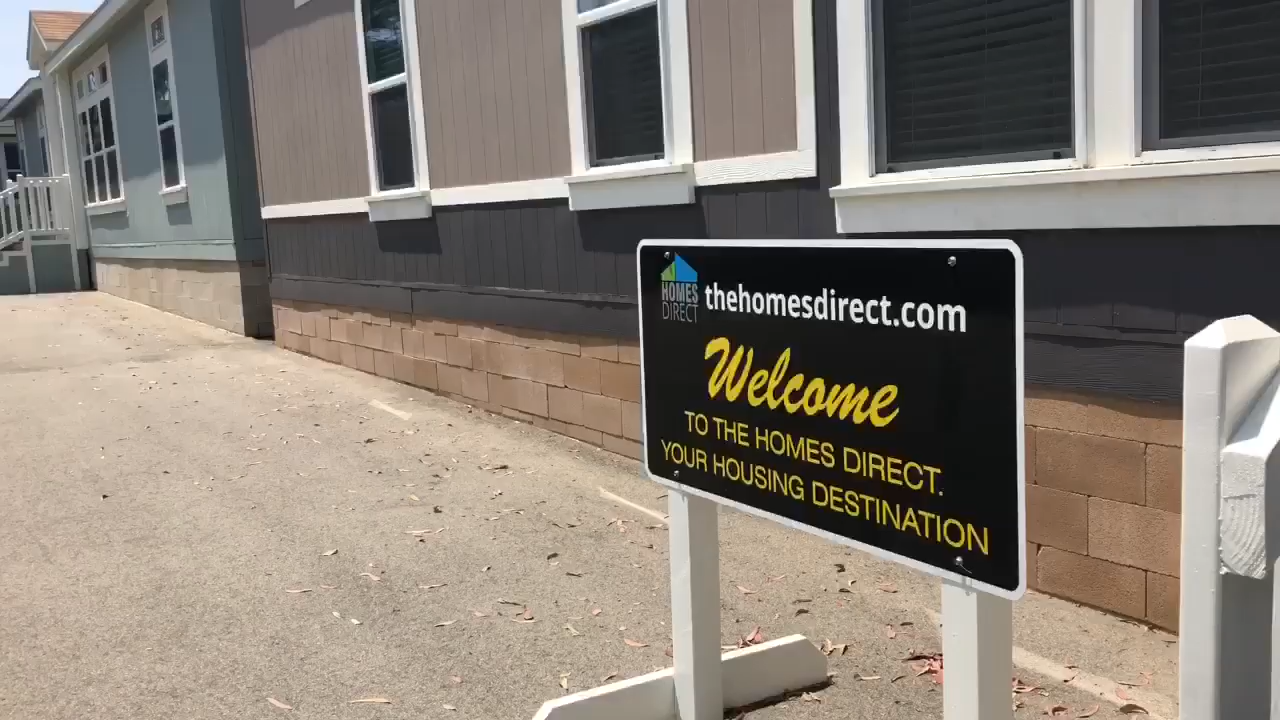 HOMES
DIRECT
thehomesdirect.com
Welcome
TO THE HOMES DIRECT.
YOUR HOUSING DESTINATION